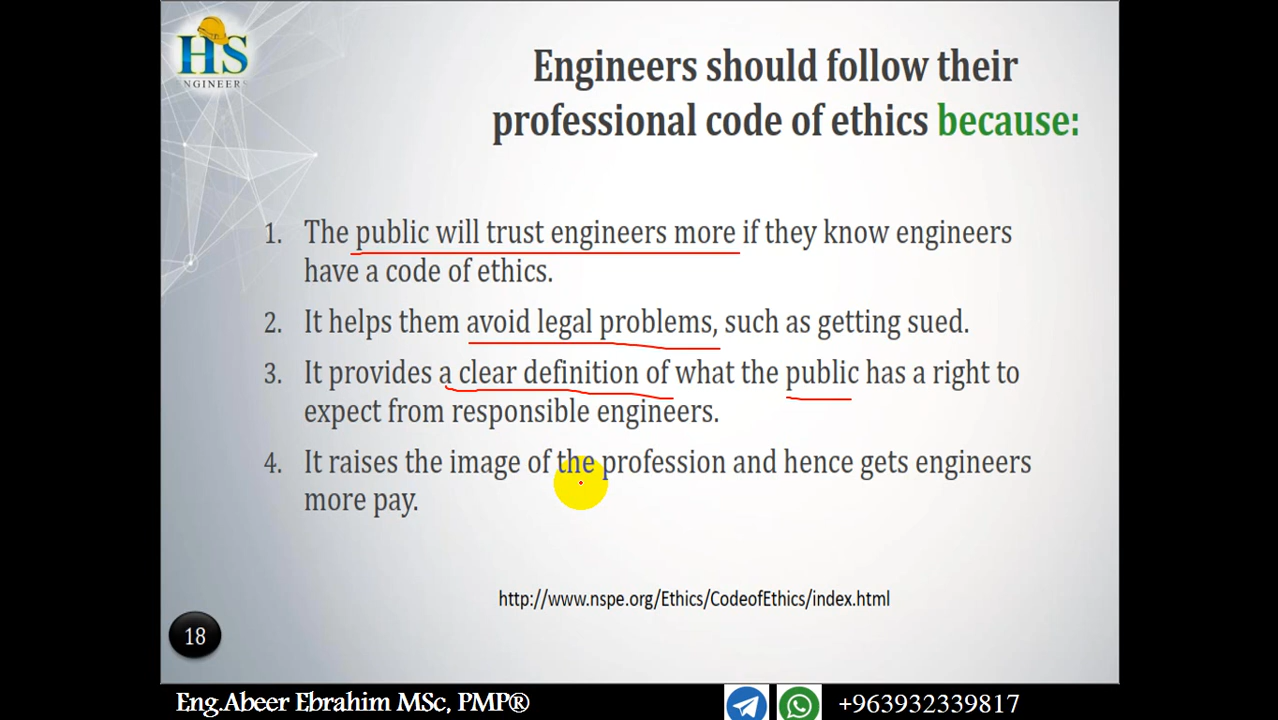 HS
ENGINEERS
Engineers should follow their
professional code of ethics because:
1. The public will trust engineers more if they know engineers
have a code of ethics.
2. It helps them avoid legal problems, such as getting sued.
3. It provides a clear definition of what the public has a right to
expect from responsible engineers.
4. It raises the image of the profession and hence gets engineers
more pay.
http://www.nspe.org/Ethics/CodeofEthics/index.html
18
Eng.Abeer Ebrahim MSc, PMP® +963932339817